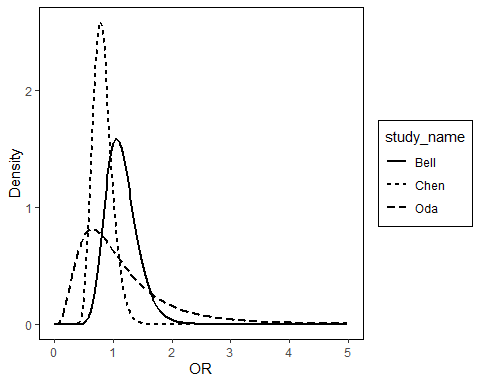 2
1
0
Density
0 1 2 3 4 5
OR
study_name
Bell
Chen
Oda